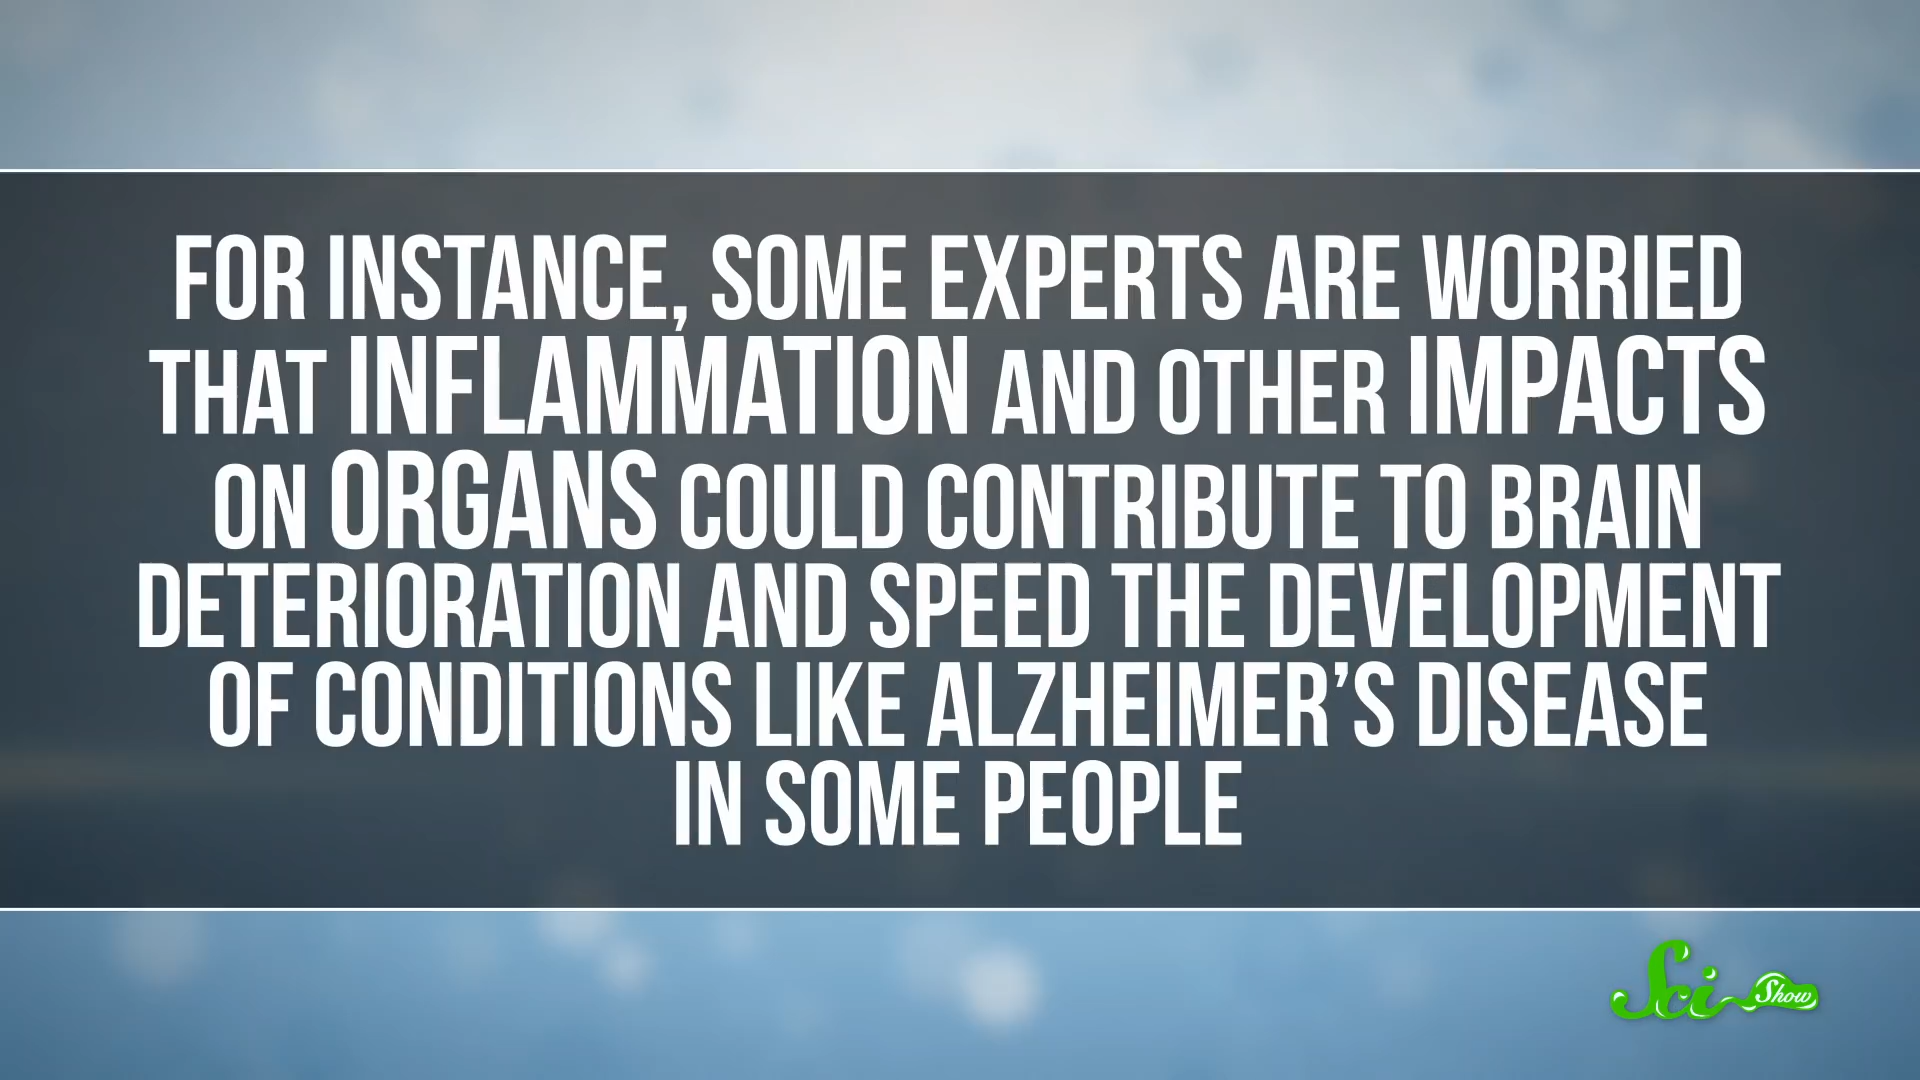 FOR INSTANCE, SOME EXPERTS ARE WORRIED
THAT INFLAMMATION AND OTHER IMPACTS
ON ORGANS COULD CONTRIBUTE TO BRAIN
DETERIORATION AND SPEED THE DEVELOPMENT
OF CONDITIONS LIKE ALZHEIMER’S DISEASE
IN SOME PEOPLE
Sci Show